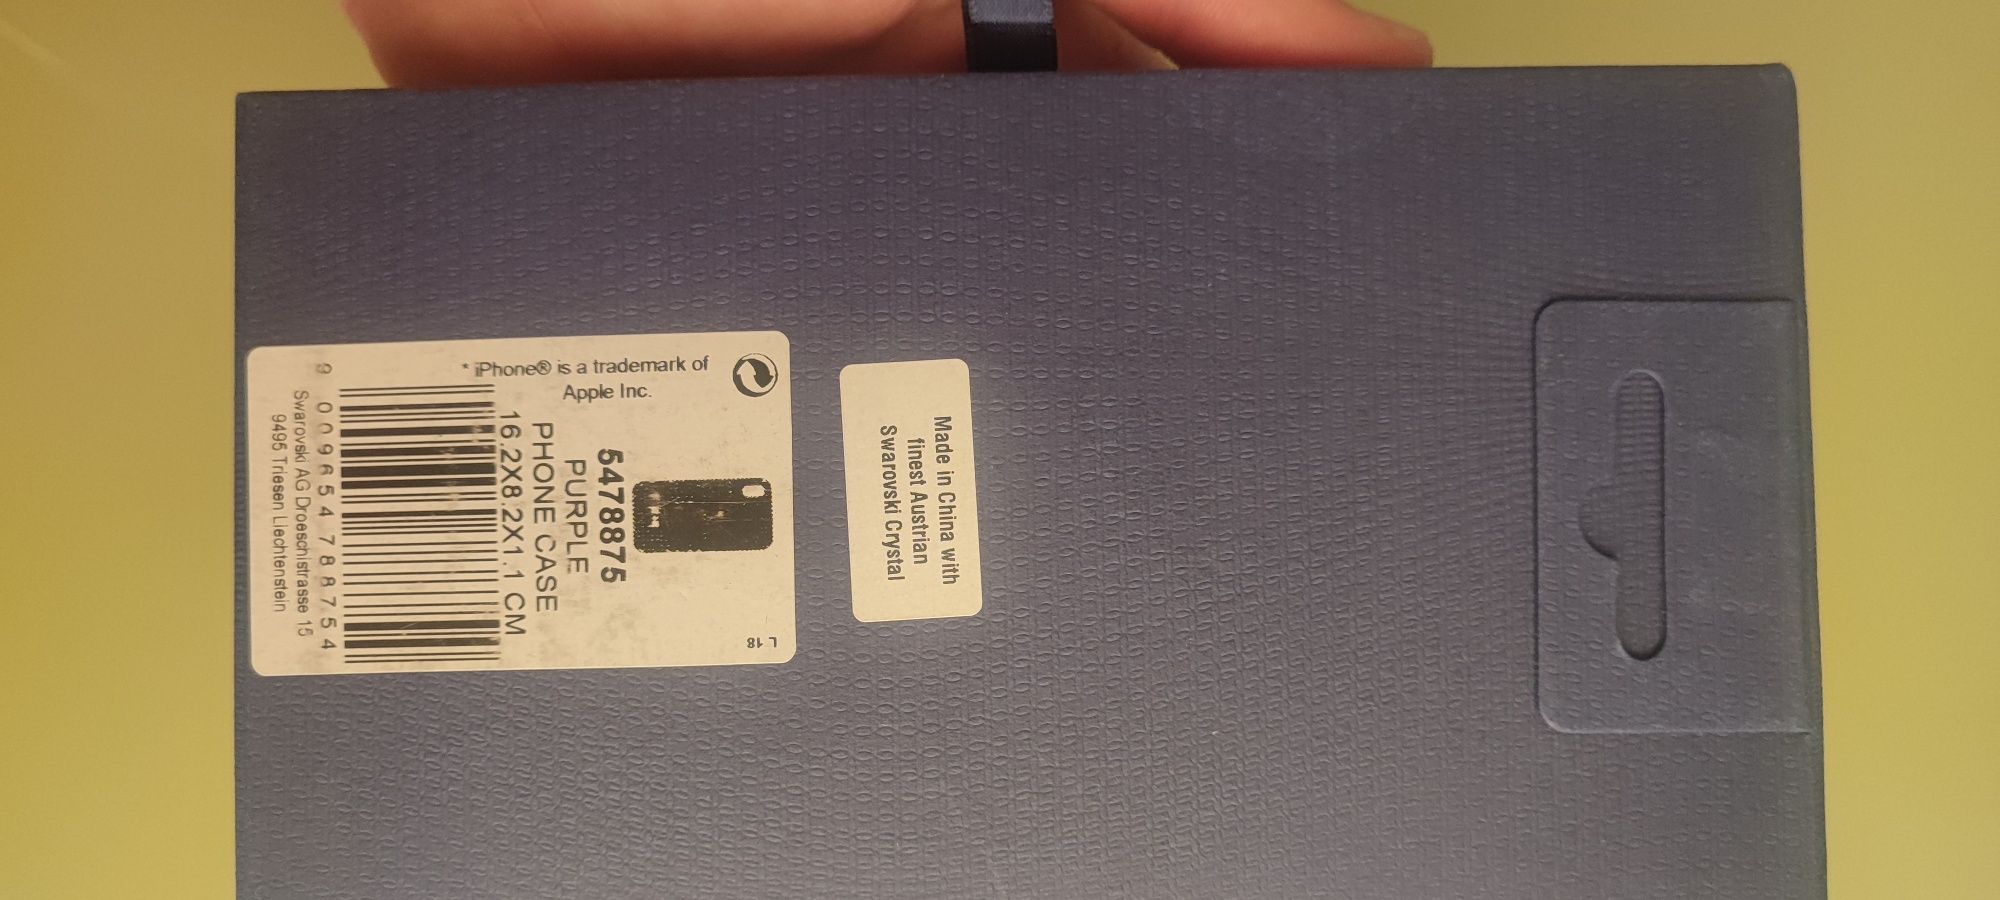 * iPhone® is a trademark of
Apple Inc.
L 18
5478875
PURPLE
PHONE CASE
16.2X8.2X1.1 CM
9 009654 788754
Swarovski AG Droeschistrasse 15
9495 Triesen Liechtenstein
Made in China with
finest Austrian
Swarovski Crystal